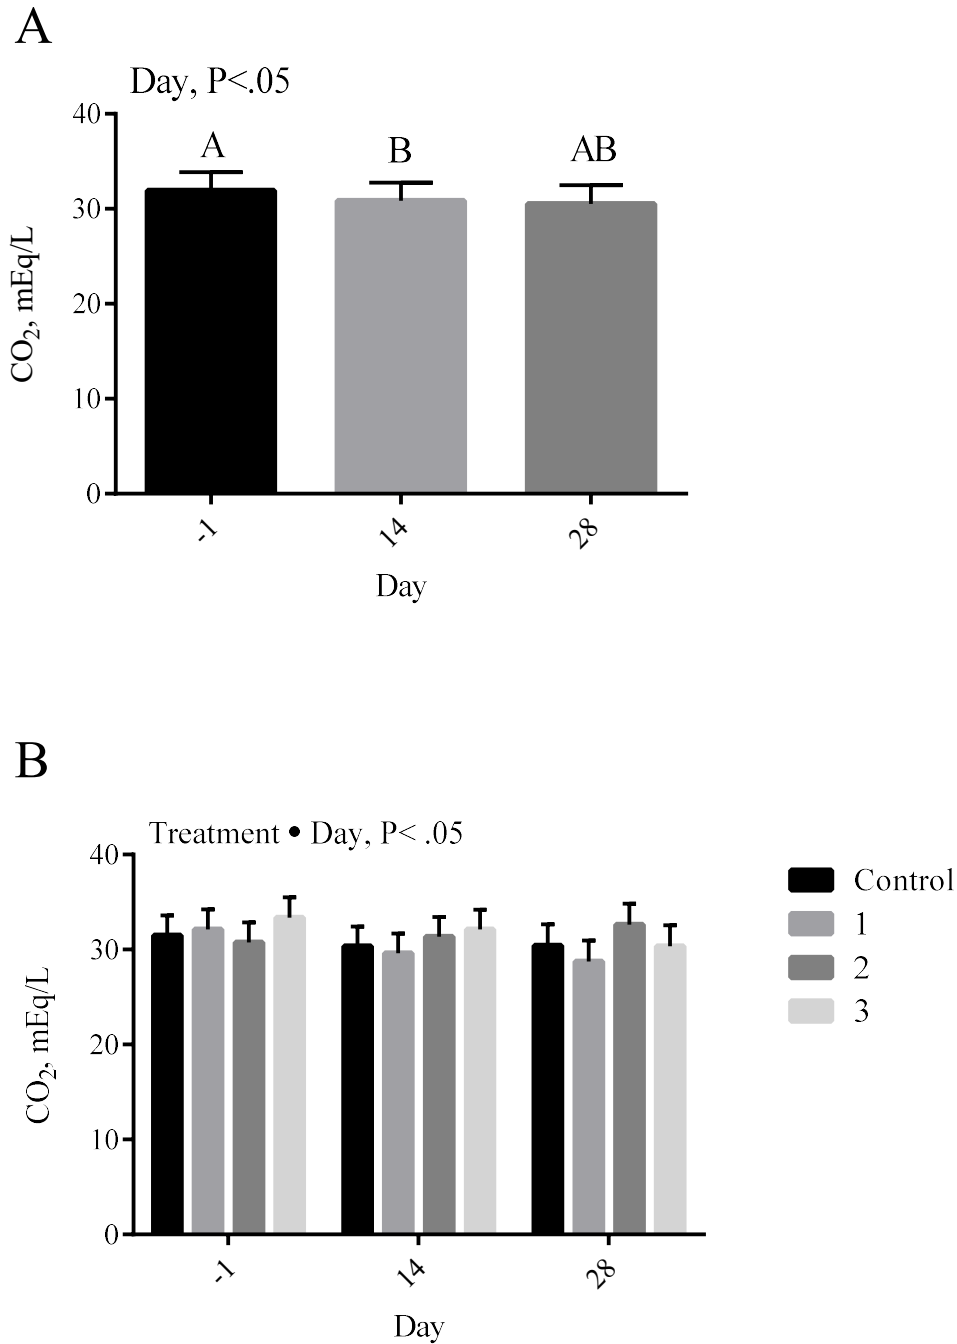 A
Day, P<.05
40
A
B
AB
30
20
10
0
CO₂, mEq/L
-1
14
28
Day
B
Treatment • Day, P< .05
40
30
20
10
0
CO₂, mEq/L
-1
14
28
Day
Control
1
2
3